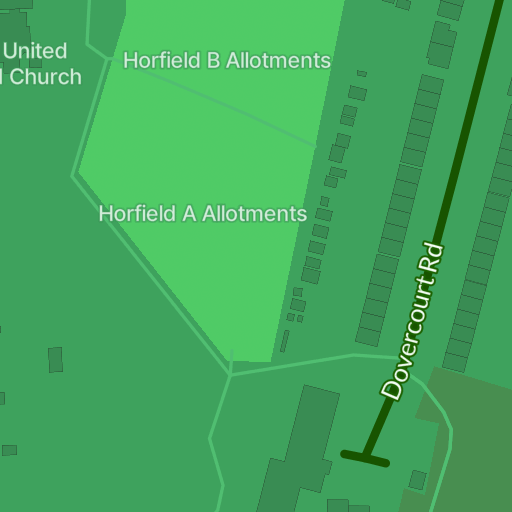 United
Church
Horfield B Allotments
Horfield A Allotments
Dovercourt Rd